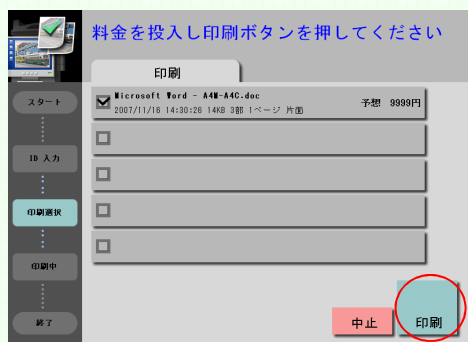 料金を投入し印刷ボタンを押してください
印刷
スタート
Microsoft Word - A4M-A4C.doc
予想 9999円
2007/11/16 14:30:26 14KB 3部 1ページ 片面
ID 入力
印刷選択
印刷中
終了
中止
印刷